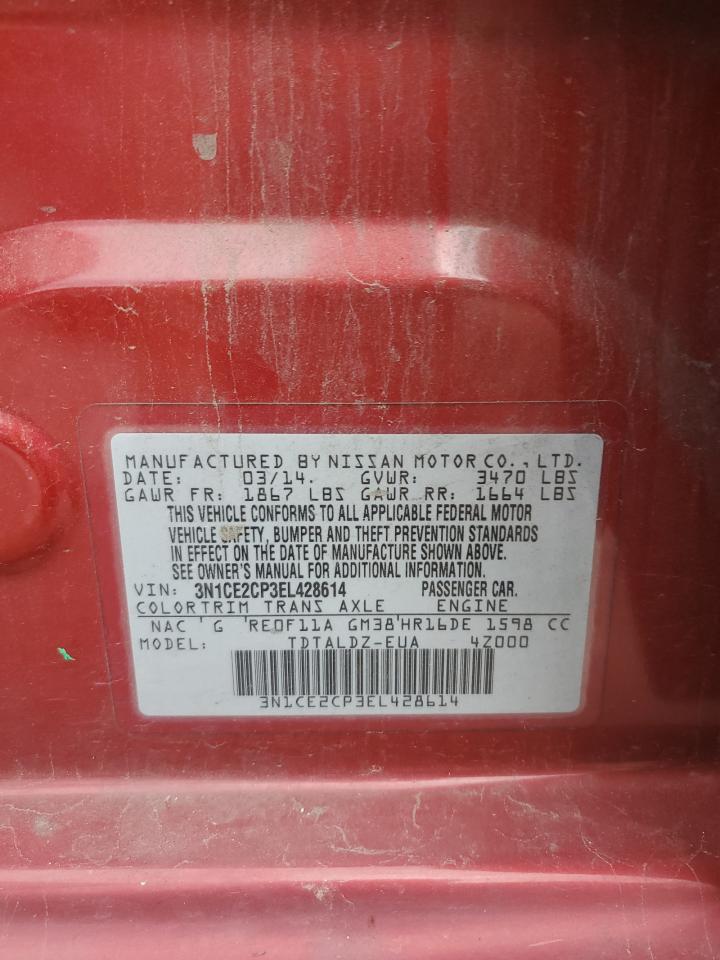 MANUFACTURED BY NISSAN MOTOR CO., LTD.
DATE: 03/14. GVWR: 3470 LBS
GAWR FR: 1867 LBS GAWR RR: 1664 LBS
THIS VEHICLE CONFORMS TO ALL APPLICABLE FEDERAL MOTOR
VEHICLE SAFETY, BUMPER AND THEFT PREVENTION STANDARDS
IN EFFECT ON THE DATE OF MANUFACTURE SHOWN ABOVE.
SEE OWNER'S MANUAL FOR ADDITIONAL INFORMATION.
VIN: 3N1CE2CP3EL428614 PASSENGER CAR.
COLORTRIM TRANS AXLE ENGINE
NAC ' G 'RE0F11A GM38'HR16DE 1598 CC
MODEL: TDTALDZ-EUA 4Z000
3N1CE2CP3EL428614